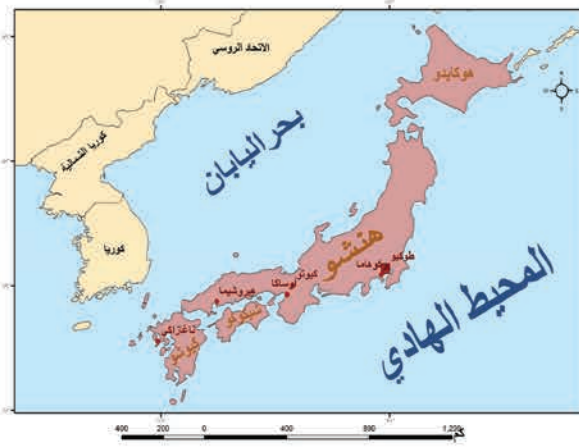 الاتحاد الروسي
هوكايدو
بحر اليابان
كوريا الشمالية
كوريا
هنشو
طوكيو
كيوتو
أوساكا
هيروشيما
شيكوكو
ناغازاكي
كيوشو
المحيط الهادي
كم
400 200 0 400 800 1,200